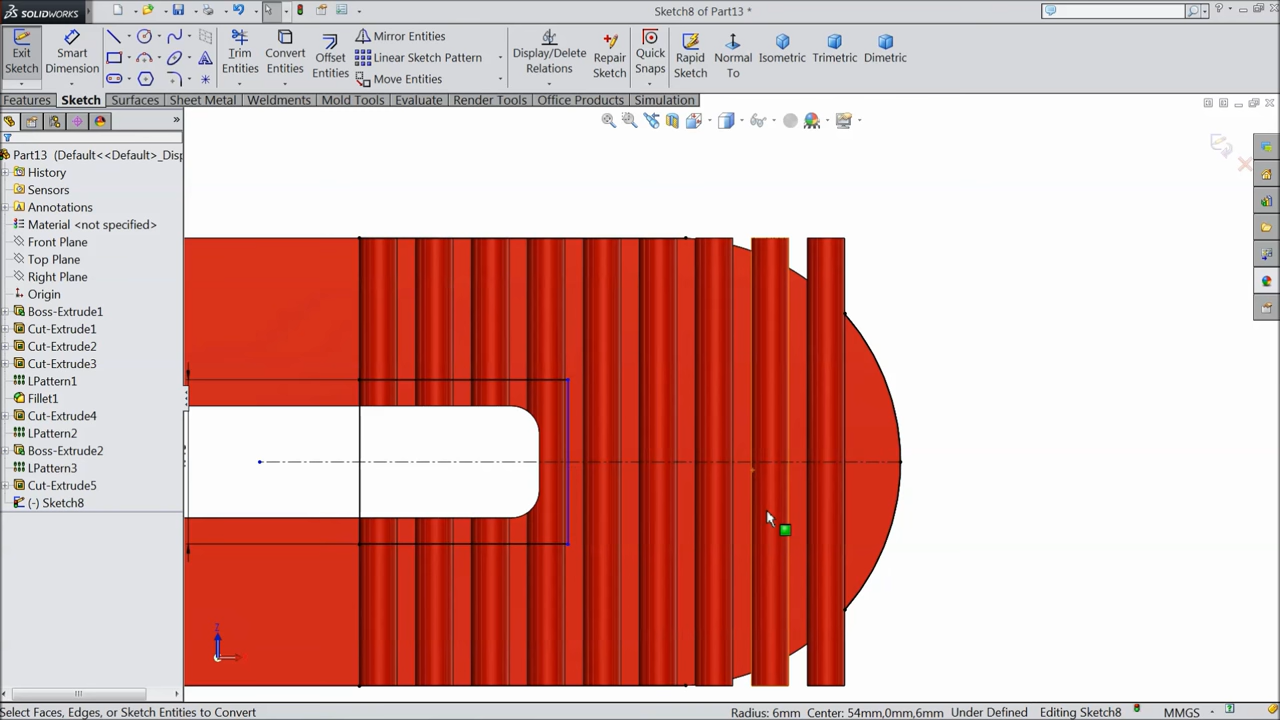 SOLIDWORKS
Sketch8 of Part13 *
Exit Sketch
Smart Dimension
Trim Entities
Convert Entities
Offset Entities
Mirror Entities
Linear Sketch Pattern
Move Entities
Display/Delete Relations
Repair Sketch
Quick Snaps
Rapid Sketch
Normal To
Isometric
Trimetric
Dimetric
Features Sketch Surfaces Sheet Metal Weldments Mold Tools Evaluate Render Tools Office Products Simulation
Part13 (Default<<Default>_Disp
History
Sensors
Annotations
Material <not specified>
Front Plane
Top Plane
Right Plane
Origin
Boss-Extrude1
Cut-Extrude1
Cut-Extrude2
Cut-Extrude3
LPattern1
Fillet1
Cut-Extrude4
LPattern2
Boss-Extrude2
LPattern3
Cut-Extrude5
(-) Sketch8
Z
Select Faces, Edges, or Sketch Entities to Convert
Radius: 6mm Center: 54mm,0mm,6mm Under Defined Editing Sketch8 MMGS